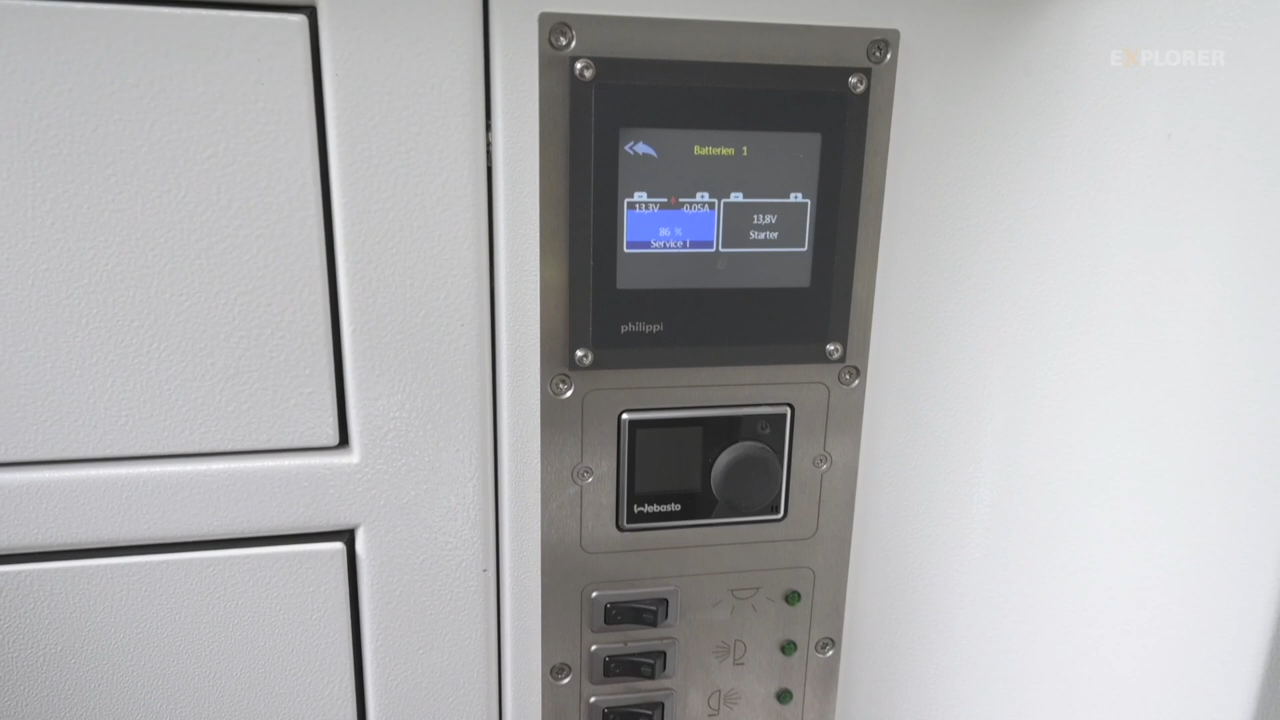 EXPLORER
Batterien 1
13,3V -0,05A
86 %
Service 1
13,8V
Starter
philippi
Webasto